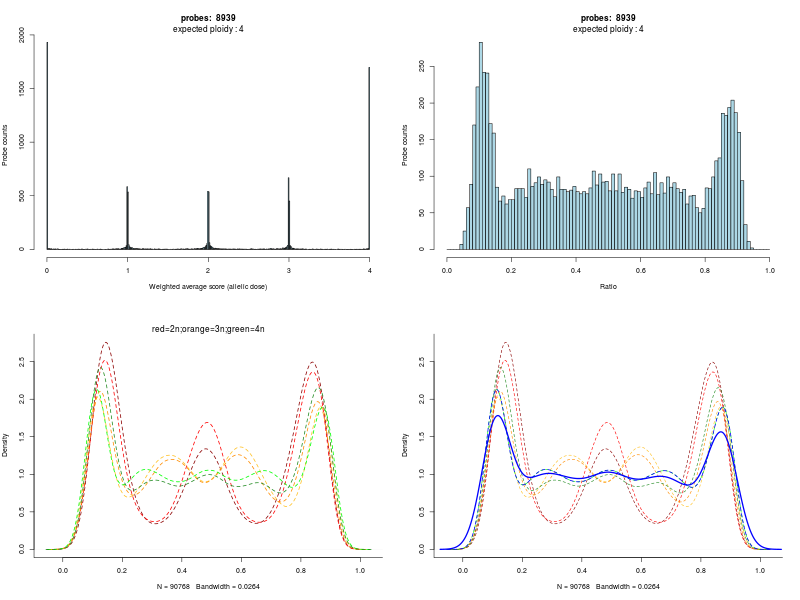 probes: 8939
expected ploidy : 4
Probe counts
2000
1500
1000
500
0
0 1 2 3 4
Weighted average score (allelic dose)
probes: 8939
expected ploidy : 4
Probe counts
250
200
150
100
50
0
0.0 0.2 0.4 0.6 0.8 1.0
Ratio
red=2n;orange=3n;green=4n
Density
2.5
2.0
1.5
1.0
0.5
0.0
0.0 0.2 0.4 0.6 0.8 1.0
N = 90768 Bandwidth = 0.0264
Density
2.5
2.0
1.5
1.0
0.5
0.0
0.0 0.2 0.4 0.6 0.8 1.0
N = 90768 Bandwidth = 0.0264